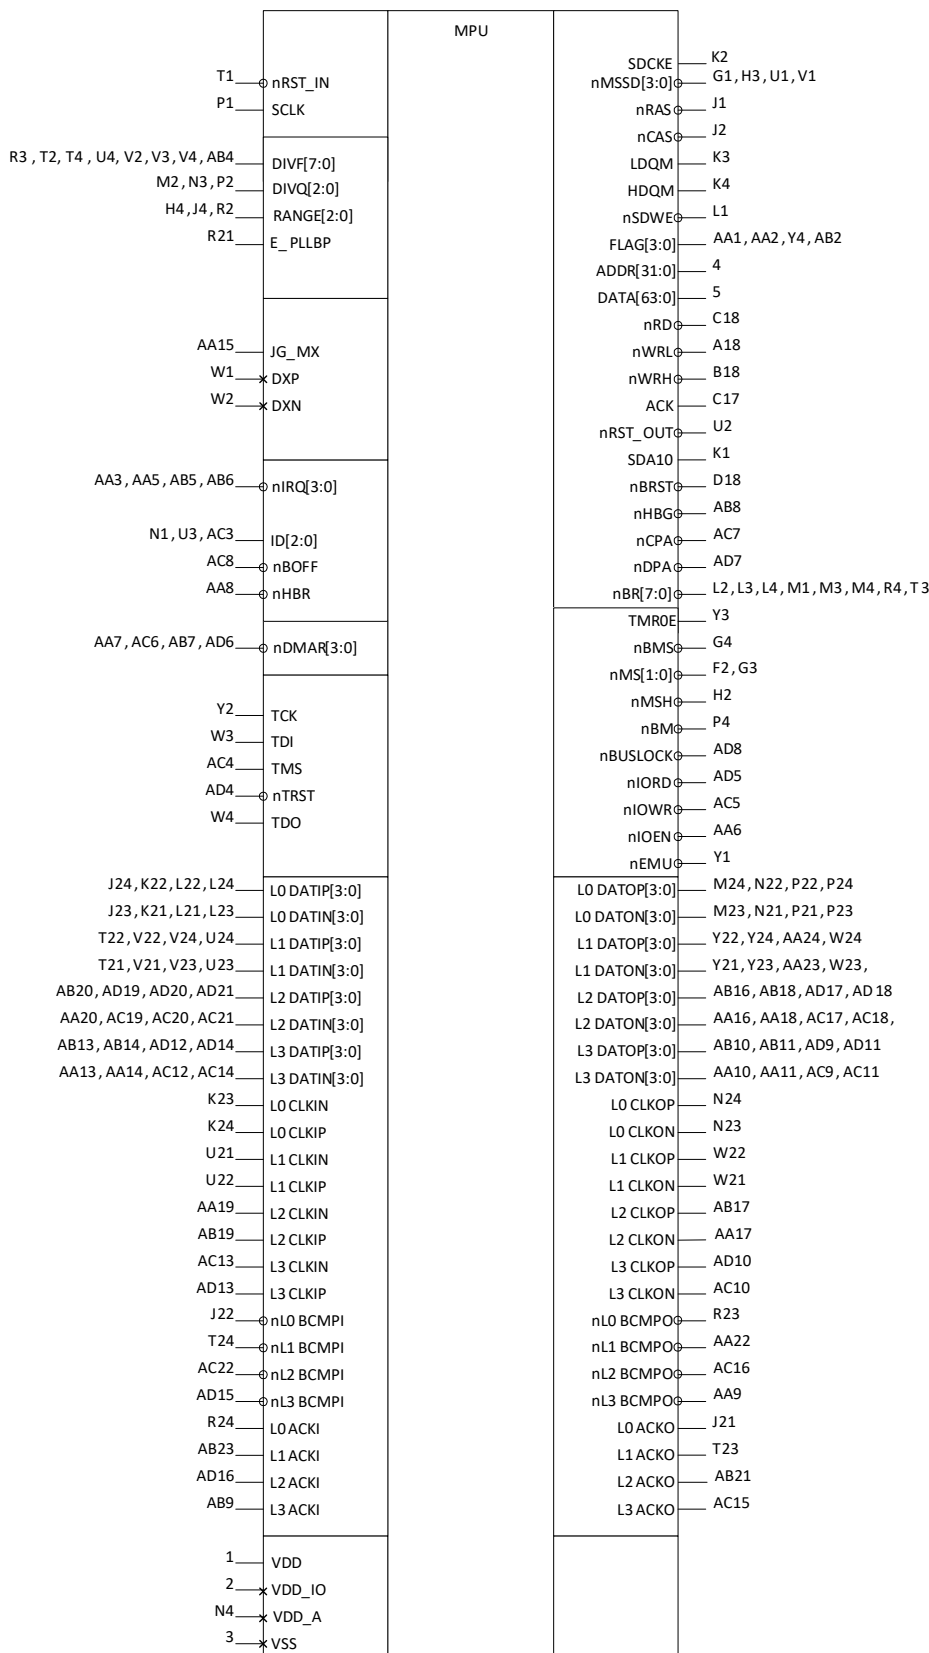 MPU
SDCKE K2
T1 nRST_IN nMSSD[3:0] G1, H3, U1, V1
P1 SCLK nRAS J1
nCAS J2
R3 , T2, T4 , U4, V2, V3, V4, AB4 DIVF[7:0] LDQM K3
M2, N3, P2 DIVQ[2:0] HDQM K4
H4, J4, R2 RANGE[2:0] nSDWE L1
R21 E_ PLLBP FLAG[3:0] AA1, AA2, Y4, AB2
ADDR[31:0] 4
DATA[63:0] 5
nRD C18
AA15 JG_MX nWRL A18
W1 DXP nWRH B18
W2 DXN ACK C17
nRST_OUT U2
SDA10 K1
AA3, AA5, AB5, AB6 nIRQ[3:0] nBRST D18
nHBG AB8
N1, U3, AC3 ID[2:0] nCPA AC7
AC8 nBOFF nDPA AD7
AA8 nHBR nBR[7:0] L2, L3, L4, M1, M3, M4, R4, T3
TMR0E Y3
AA7, AC6, AB7, AD6 nDMAR[3:0] nBMS G4
nMS[1:0] F2, G3
nMSH H2
Y2 TCK nBM P4
W3 TDI nBUSLOCK AD8
AC4 TMS nIORD AD5
AD4 nTRST nIOWR AC5
W4 TDO nIOEN AA6
nEMU Y1
J24, K22, L22, L24 L0 DATIP[3:0] L0 DATOP[3:0] M24, N22, P22, P24
J23, K21, L21, L23 L0 DATIN[3:0] L0 DATON[3:0] M23, N21, P21, P23
T22, V22, V24, U24 L1 DATIP[3:0] L1 DATOP[3:0] Y22, Y24, AA24, W24
T21, V21, V23, U23 L1 DATIN[3:0] L1 DATON[3:0] Y21, Y23, AA23, W23,
AB20, AD19, AD20, AD21 L2 DATIP[3:0] L2 DATOP[3:0] AB16, AB18, AD17, AD18
AA20, AC19, AC20, AC21 L2 DATIN[3:0] L2 DATON[3:0] AA16, AA18, AC17, AC18,
AB13, AB14, AD12, AD14 L3 DATIP[3:0] L3 DATOP[3:0] AB10, AB11, AD9, AD11
AA13, AA14, AC12, AC14 L3 DATIN[3:0] L3 DATON[3:0] AA10, AA11, AC9, AC11
K23 L0 CLKIN L0 CLKOP N24
K24 L0 CLKIP L0 CLKON N23
U21 L1 CLKIN L1 CLKOP W22
U22 L1 CLKIP L1 CLKON W21
AA19 L2 CLKIN L2 CLKOP AB17
AB19 L2 CLKIP L2 CLKON AA17
AC13 L3 CLKIN L3 CLKOP AD10
AD13 L3 CLKIP L3 CLKON AC10
J22 nL0 BCMPI nL0 BCMPO R23
T24 nL1 BCMPI nL1 BCMPO AA22
AC22 nL2 BCMPI nL2 BCMPO AC16
AD15 nL3 BCMPI nL3 BCMPO AA9
R24 L0 ACKI L0 ACKO J21
AB23 L1 ACKI L1 ACKO T23
AD16 L2 ACKI L2 ACKO AB21
AB9 L3 ACKI L3 ACKO AC15
1 VDD
2 VDD_IO
N4 VDD_A
3 VSS